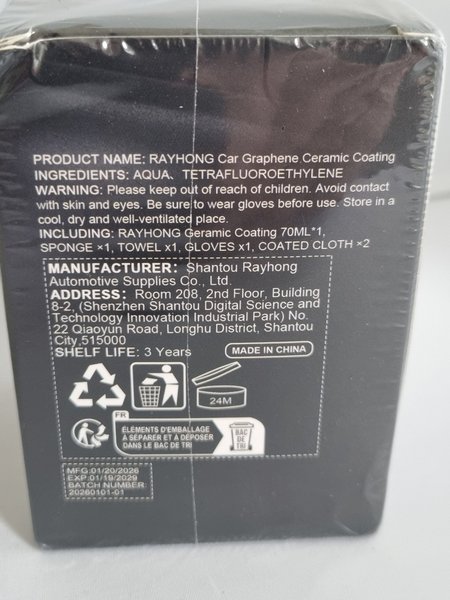 PRODUCT NAME: RAYHONG Car Graphene Ceramic Coating
INGREDIENTS: AQUA、TETRAFLUOROETHYLENE
WARNING: Please keep out of reach of children. Avoid contact
with skin and eyes. Be sure to wear gloves before use. Store in a
cool, dry and well-ventilated place.
INCLUDING: RAYHONG Geramic Coating 70ML*1,
SPONGE ×1, TOWEL x1, GLOVES x1, COATED CLOTH ×2
MANUFACTURER: Shantou Rayhong
Automotive Supplies Co., Ltd.
ADDRESS: Room 208, 2nd Floor, Building
8-2, (Shenzhen Shantou Digital Science and
Technology Innovation Industrial Park) No.
22 Qiaoyun Road, Longhu District, Shantou
City,515000
SHELF LIFE: 3 Years
MADE IN CHINA
24M
FR
ÉLÉMENTS D'EMBALLAGE
À SÉPARER ET À DÉPOSER
DANS LE BAC DE TRI
BAC
DE
TRI
MFG:01/20/2026
EXP:01/19/2029
BATCH NUMBER:
20260101-01